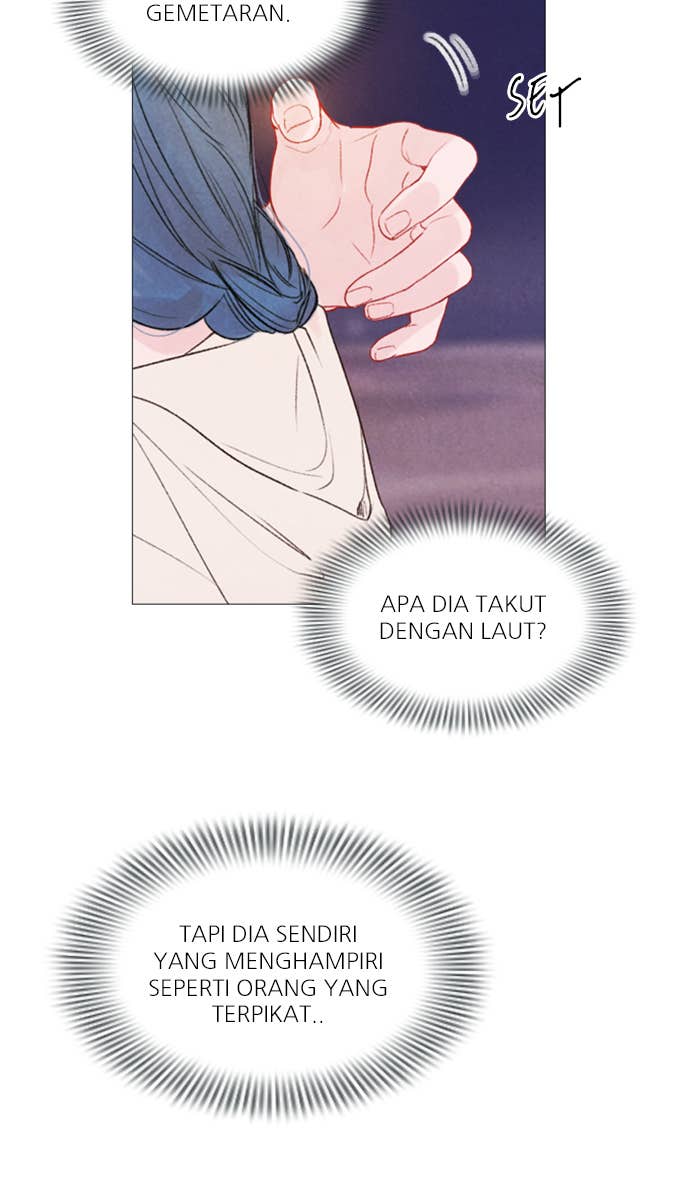 GEMETARAN.
SET
APA DIA TAKUT
DENGAN LAUT?
TAPI DIA SENDIRI
YANG MENGHAMPIRI
SEPERTI ORANG YANG
TERPIKAT..